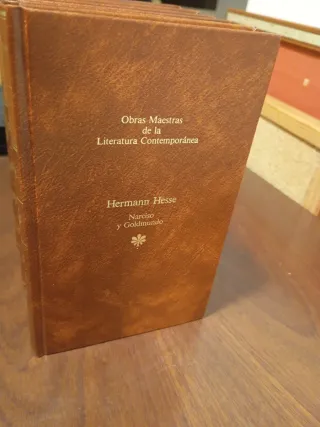 Obras Maestras
de la
Literatura Contemporánea
Hermann Hesse
Narciso
y Goldmundo